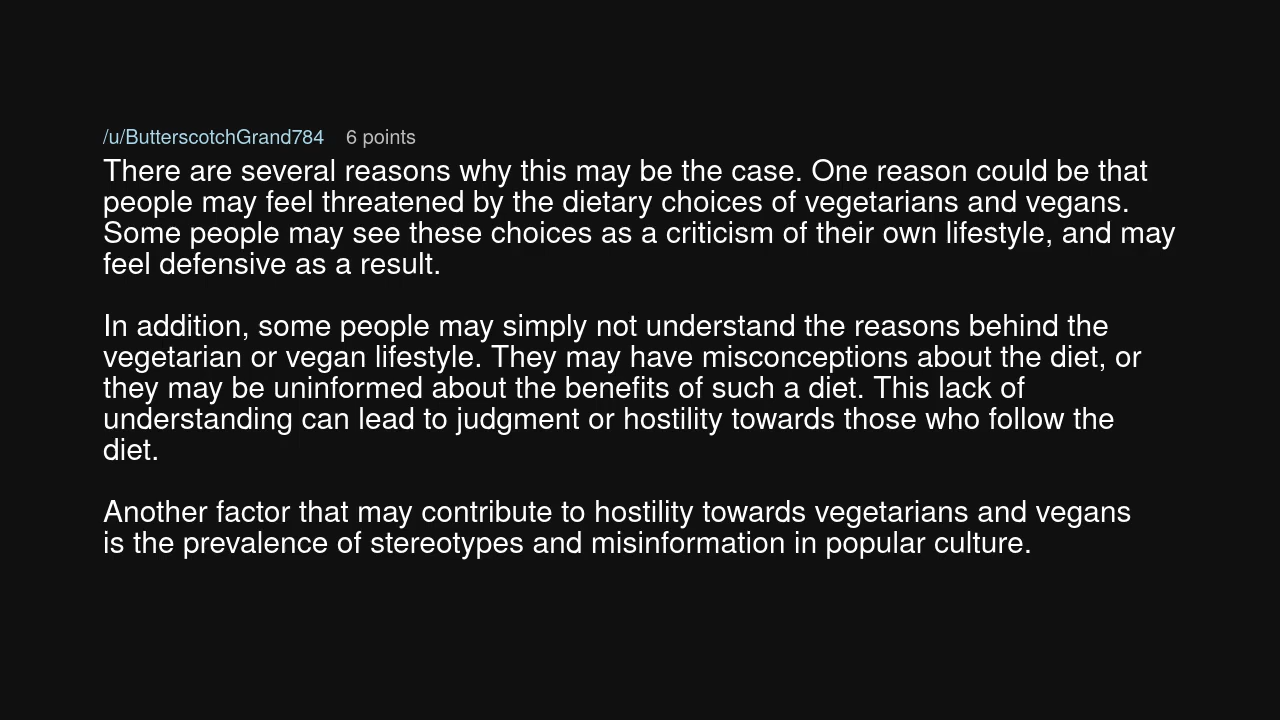 /u/ButterscotchGrand784 6 points
There are several reasons why this may be the case. One reason could be that
people may feel threatened by the dietary choices of vegetarians and vegans.
Some people may see these choices as a criticism of their own lifestyle, and may
feel defensive as a result.
In addition, some people may simply not understand the reasons behind the
vegetarian or vegan lifestyle. They may have misconceptions about the diet, or
they may be uninformed about the benefits of such a diet. This lack of
understanding can lead to judgment or hostility towards those who follow the
diet.
Another factor that may contribute to hostility towards vegetarians and vegans
is the prevalence of stereotypes and misinformation in popular culture.